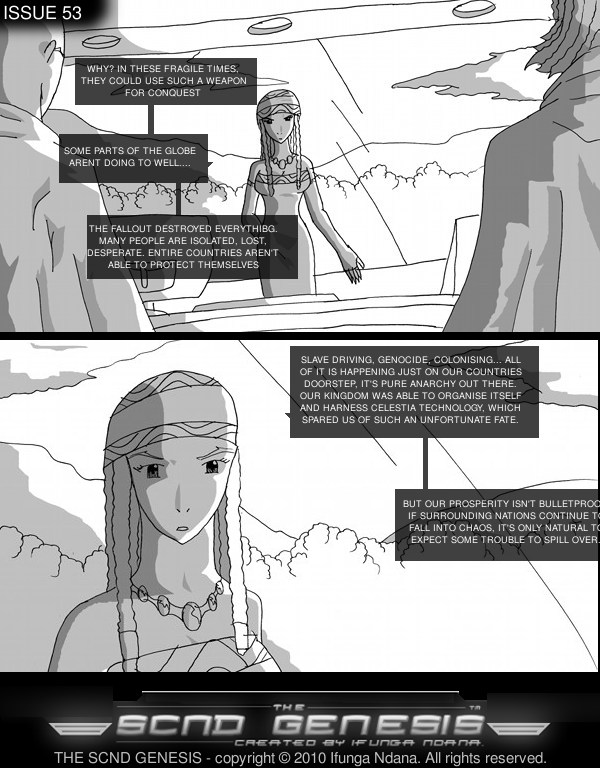 ISSUE 53
WHY? IN THESE FRAGILE TIMES,
THEY COULD USE SUCH A WEAPON
FOR CONQUEST
SOME PARTS OF THE GLOBE
ARENT DOING TO WELL....
THE FALLOUT DESTROYED EVERYTHIBG.
MANY PEOPLE ARE ISOLATED, LOST,
DESPERATE. ENTIRE COUNTRIES AREN'T
ABLE TO PROTECT THEMSELVES
SLAVE DRIVING, GENOCIDE, COLONISING... ALL
OF IT IS HAPPENING JUST ON OUR COUNTRIES
DOORSTEP, IT'S PURE ANARCHY OUT THERE.
OUR KINGDOM WAS ABLE TO ORGANISE ITSELF
AND HARNESS CELESTIA TECHNOLOGY, WHICH
SPARED US OF SUCH AN UNFORTUNATE FATE.
BUT OUR PROSPERITY ISN'T BULLETPROO
IF SURROUNDING NATIONS CONTINUE TO
FALL INTO CHAOS, IT'S ONLY NATURAL TO
EXPECT SOME TROUBLE TO SPILL OVER.
THE
SCND GENESIS™
CREATED BY IFUNGA NDANA.
THE SCND GENESIS - copyright © 2010 Ifunga Ndana. All rights reserved.